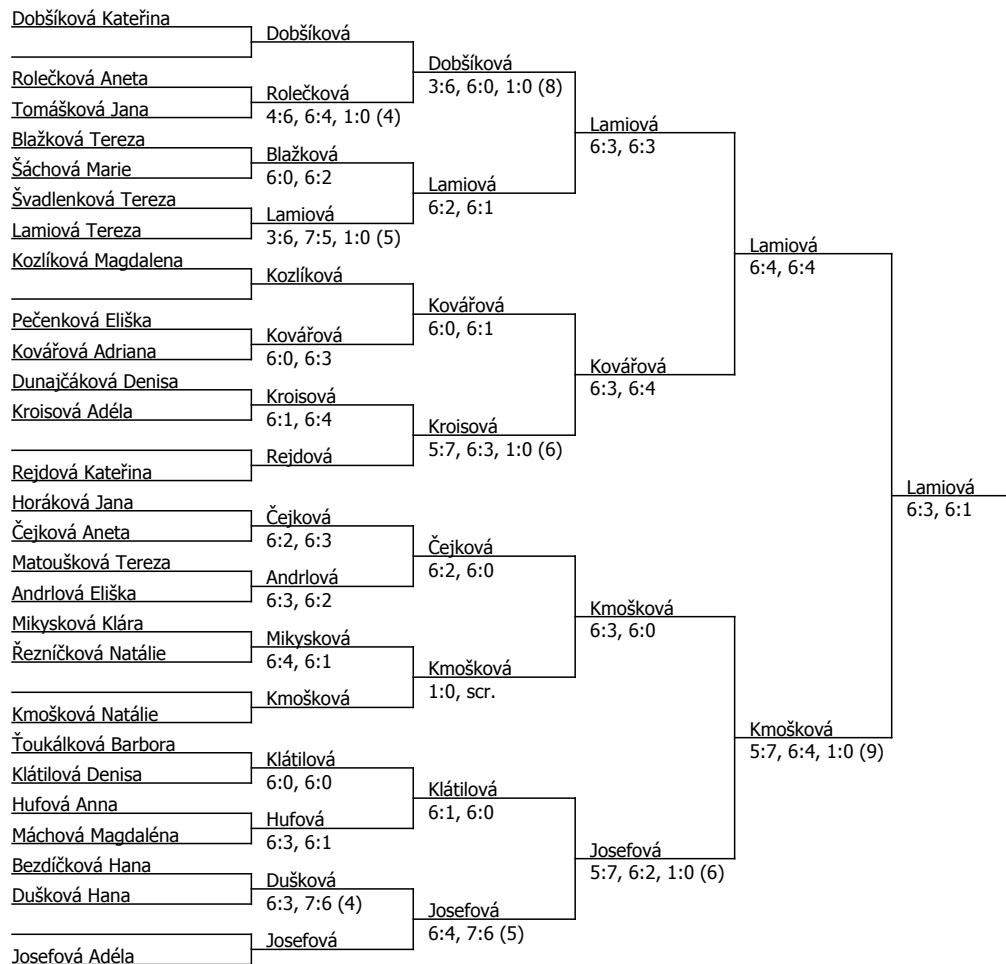 Dobšíková Kateřina
Rolečková Aneta
Tomášková Jana
Blažková Tereza
Šáchová Marie
Švadlenková Tereza
Lamiová Tereza
Kozlíková Magdalena
Pečenková Eliška
Kovářová Adriana
Dunajčáková Denisa
Kroisová Adéla
Rejdová Kateřina
Horáková Jana
Čejková Aneta
Matoušková Tereza
Andrlová Eliška
Mikysková Klára
Řezníčková Natálie
Kmošková Natálie
Ťoukálková Barbora
Klátilová Denisa
Hufová Anna
Máchová Magdaléna
Bezdíčková Hana
Dušková Hana
Josefová Adéla
Dobšíková
Rolečková
4:6, 6:4, 1:0 (4)
Blažková
6:0, 6:2
Lamiová
3:6, 7:5, 1:0 (5)
Kozlíková
Kovářová
6:0, 6:3
Kroisová
6:1, 6:4
Rejdová
Čejková
6:2, 6:3
Andrlová
6:3, 6:2
Mikysková
6:4, 6:1
Kmošková
Klátilová
6:0, 6:0
Hufová
6:3, 6:1
Dušková
6:3, 7:6 (4)
Josefová
Dobšíková
3:6, 6:0, 1:0 (8)
Lamiová
6:2, 6:1
Kovářová
6:0, 6:1
Kroisová
5:7, 6:3, 1:0 (6)
Čejková
6:2, 6:0
Kmošková
1:0, scr.
Klátilová
6:1, 6:0
Josefová
6:4, 7:6 (5)
Lamiová
6:3, 6:3
Kovářová
6:3, 6:4
Kmošková
6:3, 6:0
Josefová
5:7, 6:2, 1:0 (6)
Lamiová
6:4, 6:4
Kmošková
5:7, 6:4, 1:0 (9)
Lamiová
6:3, 6:1